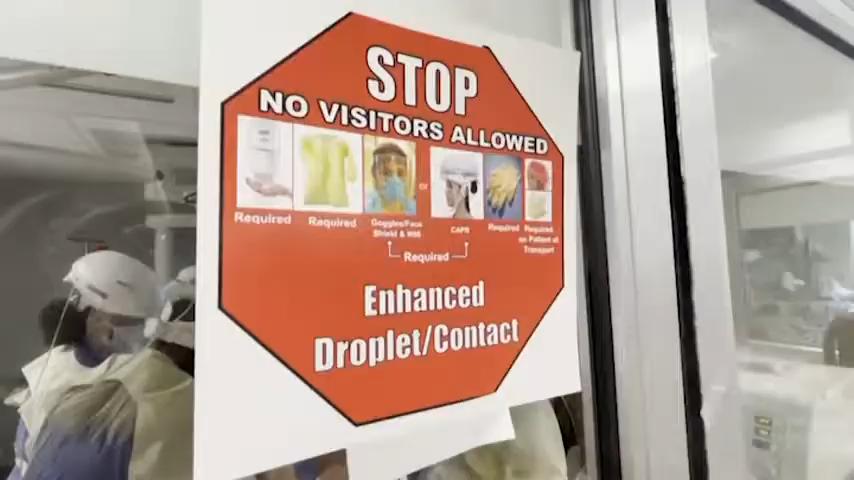 STOP
NO VISITORS ALLOWED
or
Required Required Goggles/Face Shield & N95 CAPR Required Required on Patient at Transport
Required
Enhanced
Droplet/Contact